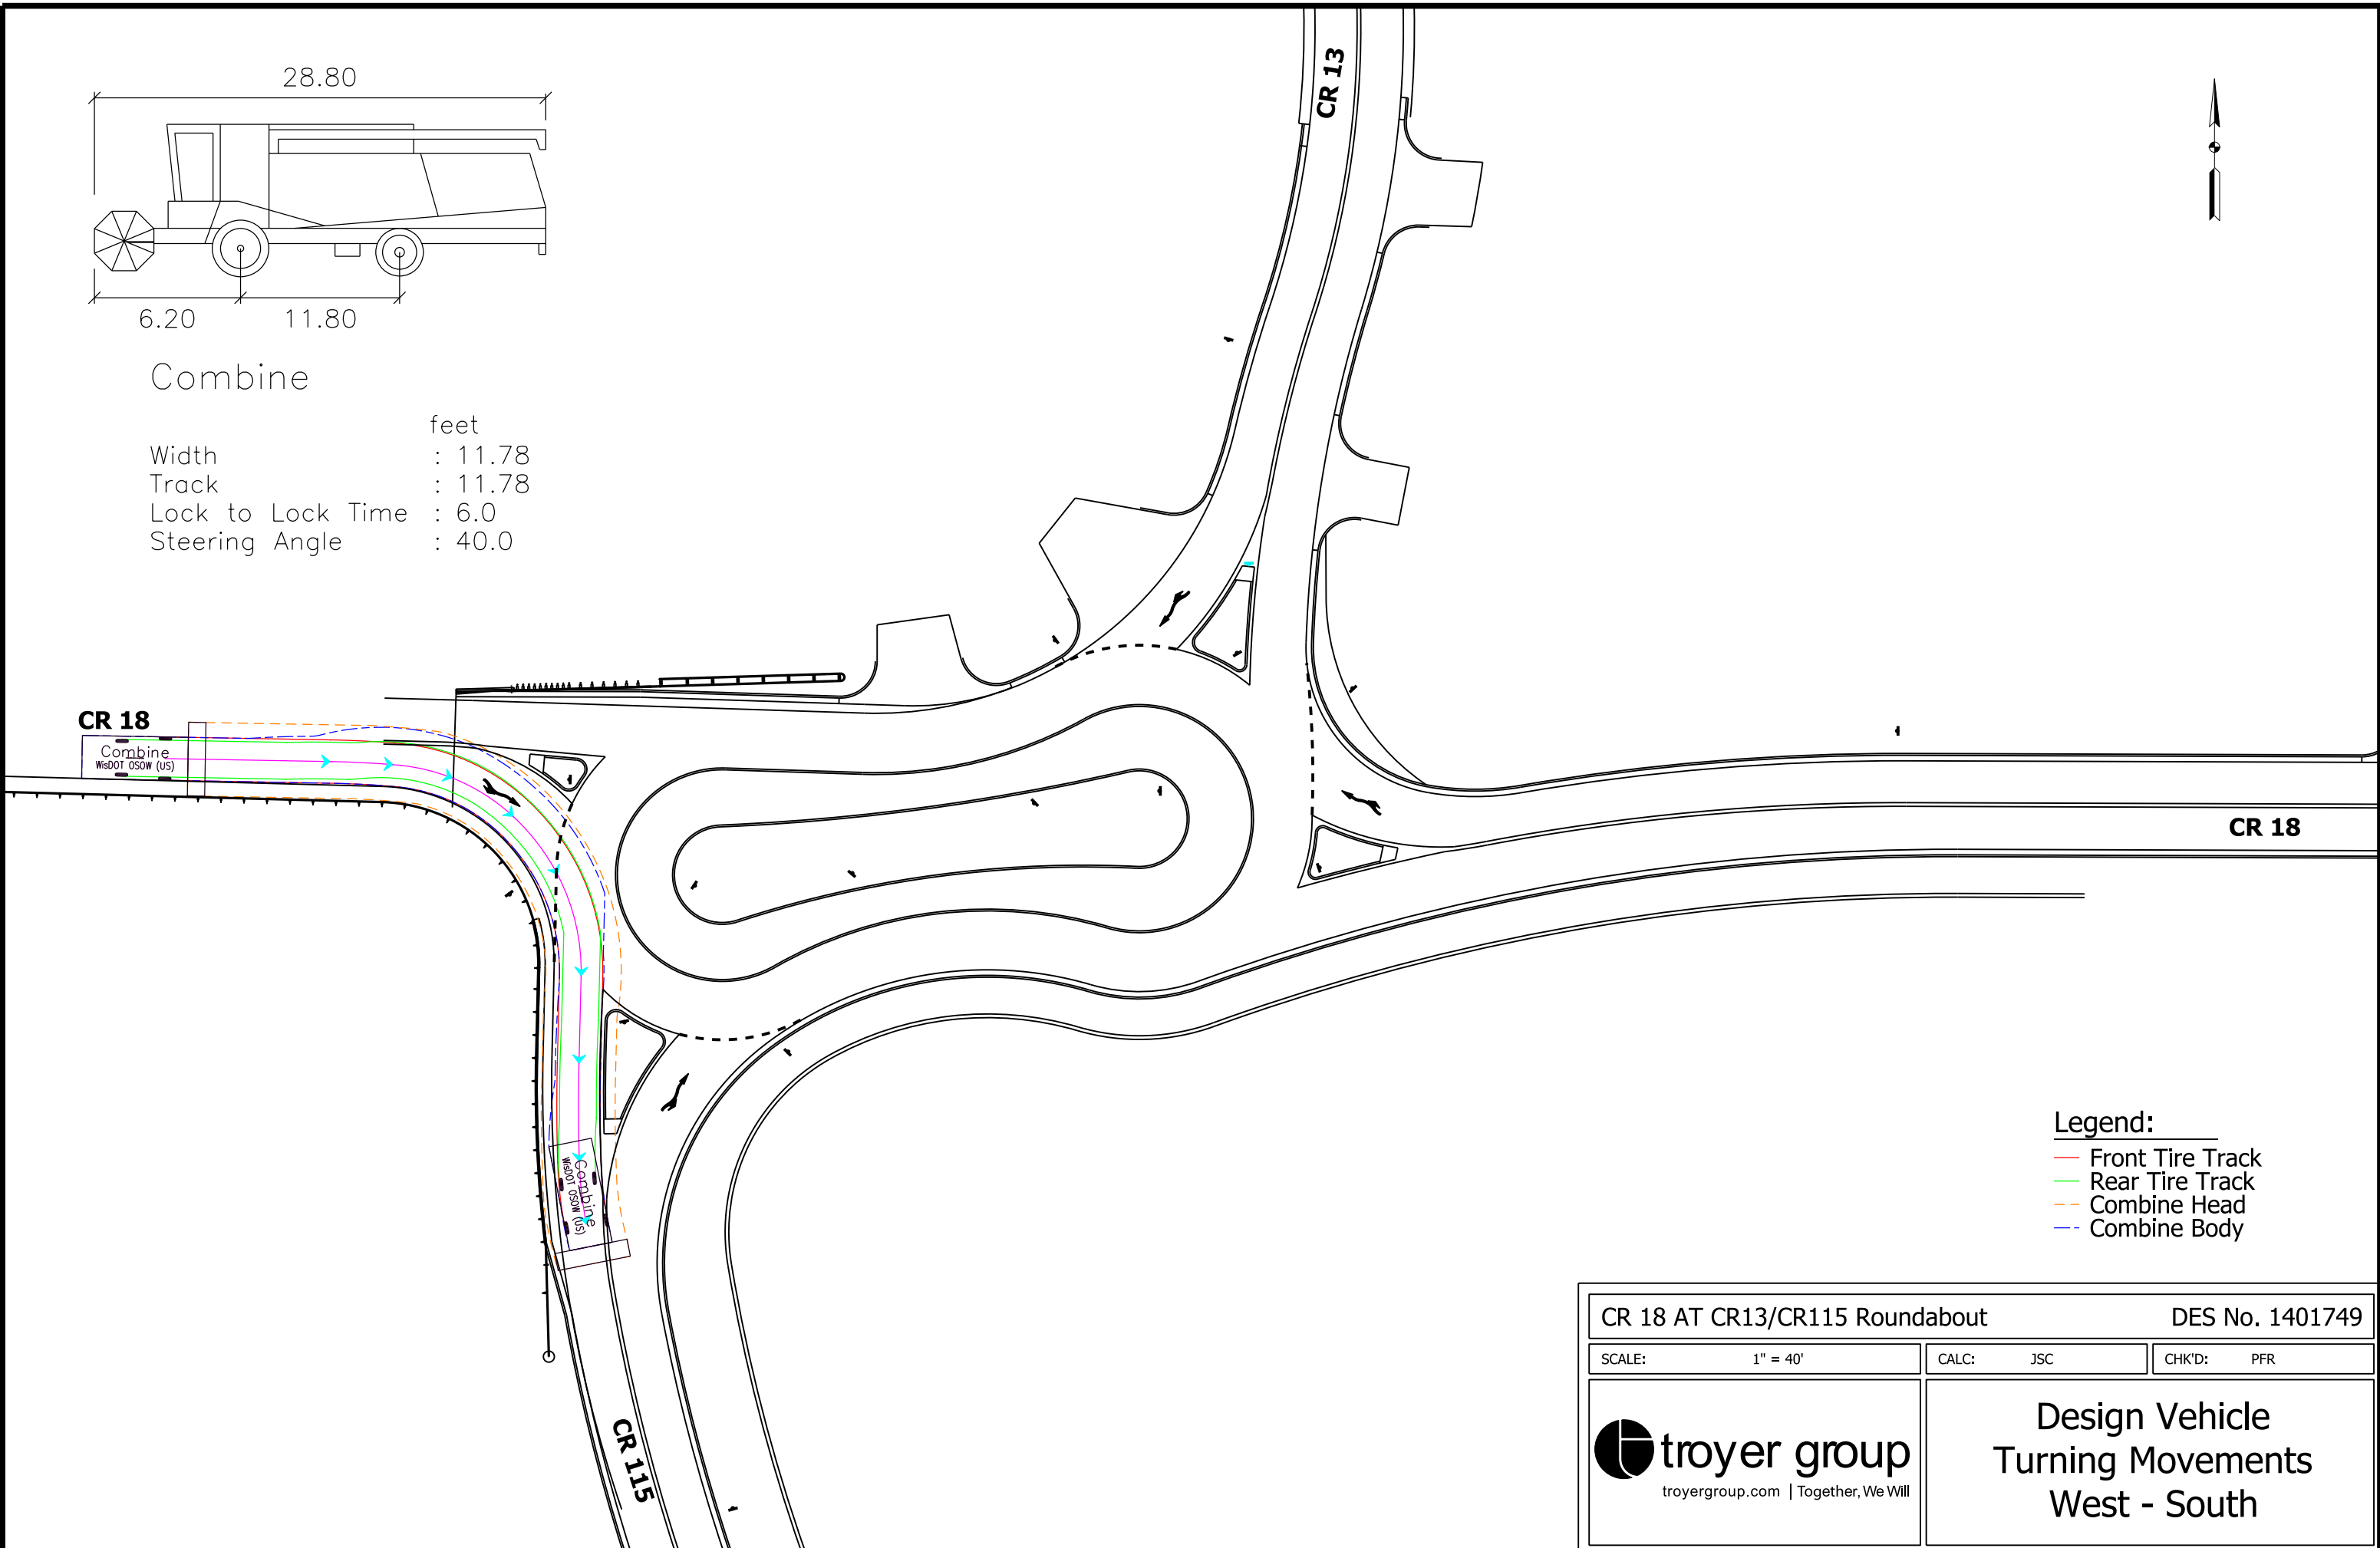 28.80
6.20 11.80
Combine
feet
Width : 11.78
Track : 11.78
Lock to Lock Time : 6.0
Steering Angle : 40.0
CR 13
CR 18
Combine
WisDOT OSOW (US)
CR 18
Combine
WisDOT OSOW (US)
CR 115
Legend:
Front Tire Track
Rear Tire Track
Combine Head
Combine Body
CR 18 AT CR13/CR115 Roundabout DES No. 1401749
SCALE: 1" = 40' CALC: JSC CHK'D: PFR
troyer group
troyergroup.com | Together, We Will
Design Vehicle
Turning Movements
West - South